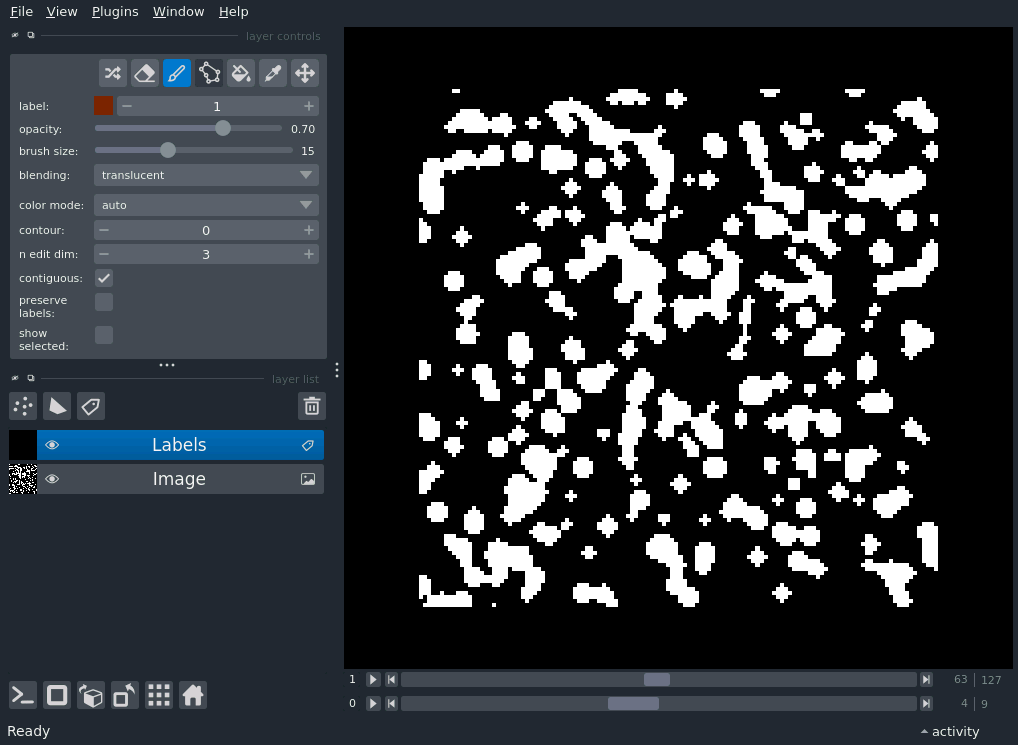 File View Plugins Window Help
layer controls
label: 1
opacity: 0.70
brush size: 15
blending: translucent
color mode: auto
contour: 0
n edit dim: 3
contiguous:
preserve
labels:
show
selected:
layer list
Labels
Image
1 63 127
0 4 9
Ready activity